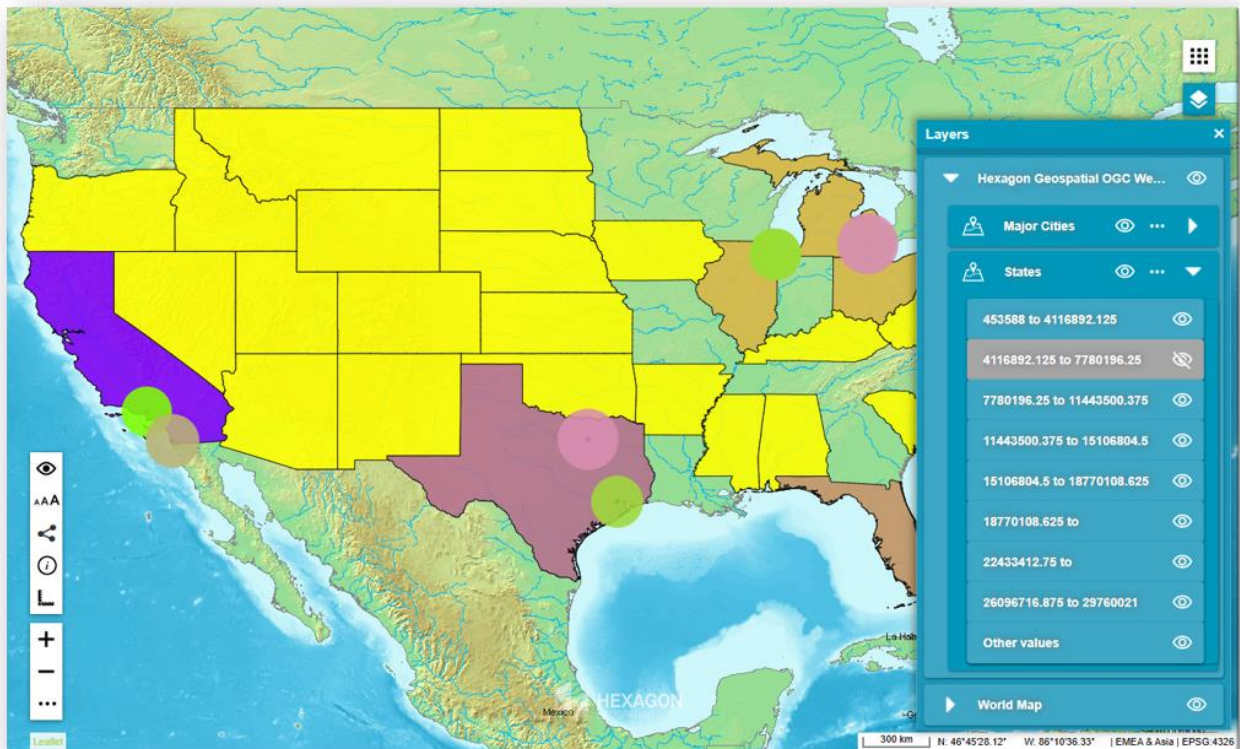 Layers
×
Hexagon Geospatial OGC We...
Major Cities
States
453588 to 4116892.125
4116892.125 to 7780196.25
7780196.25 to 11443500.375
11443500.375 to 15106804.5
15106804.5 to 18770108.625
18770108.625 to
22433412.75 to
26096716.875 to 29760021
Other values
World Map
AAA
La Hab
HEXAGON
Mexico
Leaflet
300 km
N: 46°45'28.12" W: 86°10'36.33" | EMEA & Asia | EPSG:4326